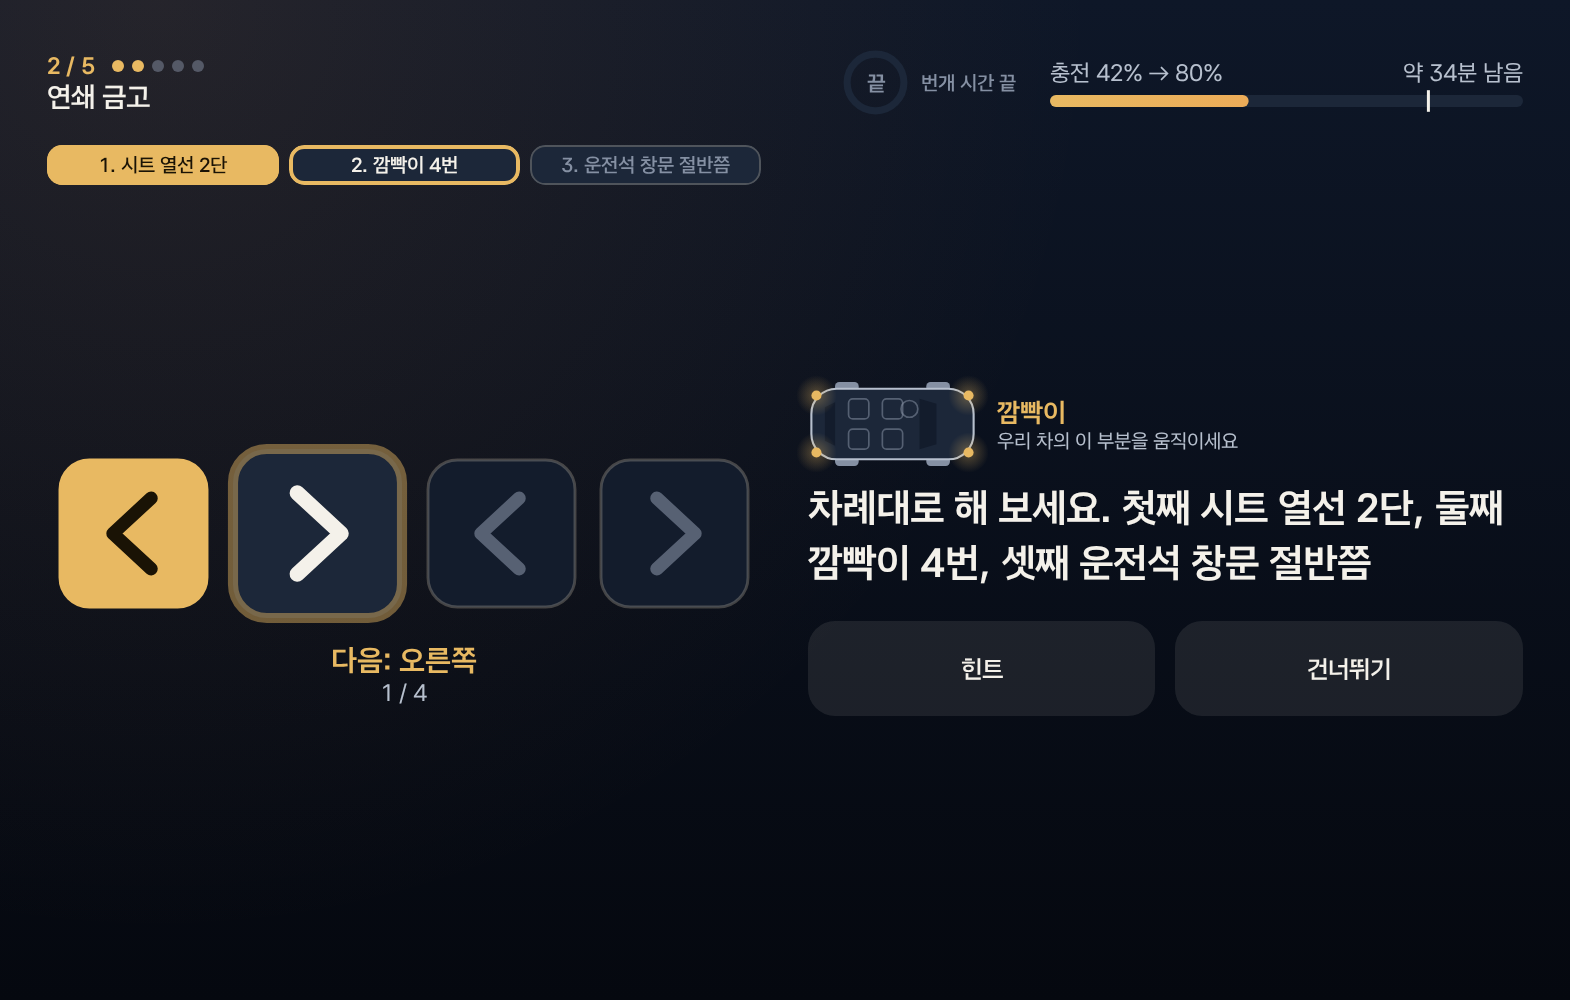 2 / 5
연쇄 금고
끝
번개 시간 끝
충전 42% → 80%
약 34분 남음
1. 시트 열선 2단
2. 깜빡이 4번
3. 운전석 창문 절반쯤
다음: 오른쪽
1 / 4
깜빡이
우리 차의 이 부분을 움직이세요
차례대로 해 보세요. 첫째 시트 열선 2단, 둘째
깜빡이 4번, 셋째 운전석 창문 절반쯤
힌트
건너뛰기